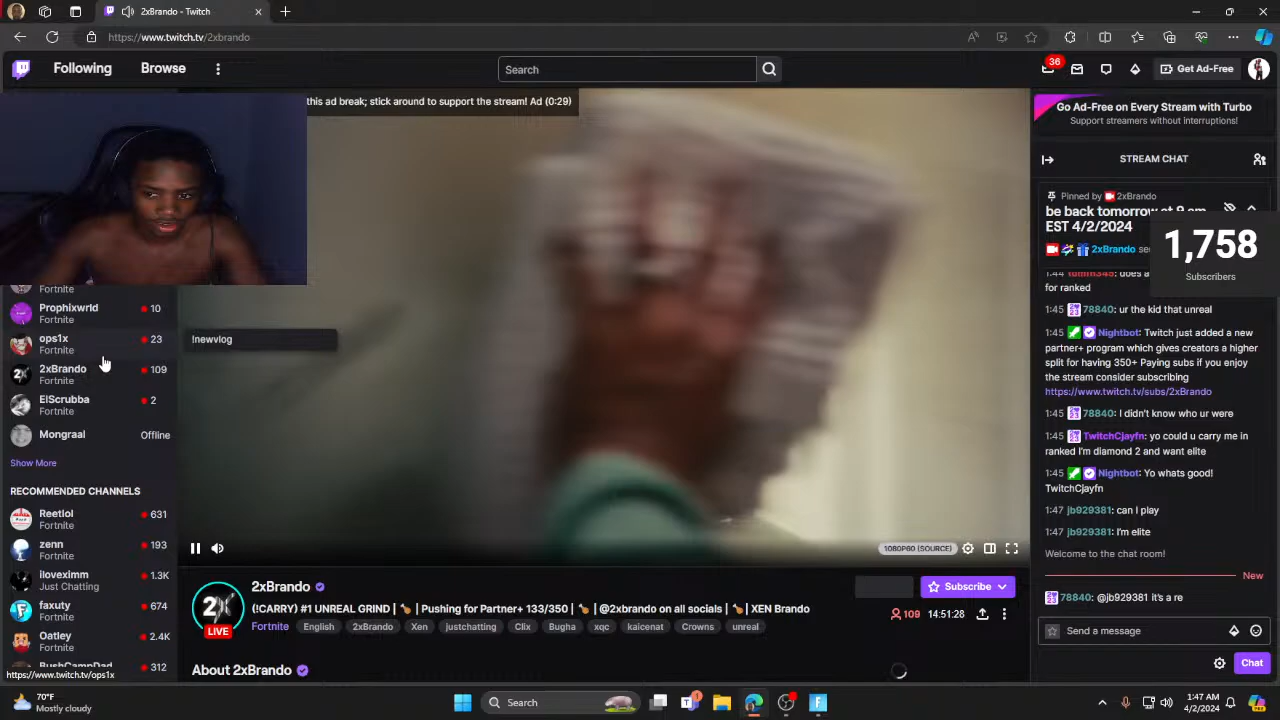 2xBrando - Twitch
https://www.twitch.tv/2xbrando
Following
Browse
Search
36
Get Ad-Free
this ad break; stick around to support the stream! Ad (0:29)
Go Ad-Free on Every Stream with Turbo
Support streamers without interruptions!
STREAM CHAT
Pinned by 2xBrando
be back tomorrow at 9 am
EST 4/2/2024
2xBrando
1,758
Subscribers
for ranked
1:45 78840: ur the kid that unreal
1:45 Nightbot: Twitch just added a new
partner+ program which gives creators a higher
split for having 350+ Paying subs if you enjoy
the stream consider subscribing
https://www.twitch.tv/subs/2xBrando
1:45 78840: I didn't know who ur were
1:45 TwitchCjayfn: yo could u carry me in
ranked I'm diamond 2 and want elite
1:45 Nightbot: Yo whats good!
TwitchCjayfn
1:47 jb929381: can I play
1:47 jb929381: I'm elite
Welcome to the chat room!
New
78840: @jb929381 it's a re
Send a message
Chat
Fortnite
Prophixwrld 10
Fortnite
ops1x 23
Fortnite
2xBrando 109
Fortnite
ElScrubba 2
Fortnite
Mongraal Offline
Show More
RECOMMENDED CHANNELS
Reetlol 631
Fortnite
zenn 193
Fortnite
iloveximm 1.3K
Just Chatting
faxuty 674
Fortnite
Oatley 2.4K
Fortnite
BushCampDad 312
https://www.twitch.tv/ops1x
!newvlog
1080P60 (SOURCE)
2X
LIVE
2xBrando
Subscribe
(!CARRY) #1 UNREAL GRIND | | Pushing for Partner+ 133/350 | | @2xbrando on all socials | | XEN Brando
109 14:51:28
Fortnite English 2xBrando Xen justchatting Clix Bugha xqc kaicenat Crowns unreal
About 2xBrando
70°F
Mostly cloudy
Search
1
1:47 AM
4/2/2024